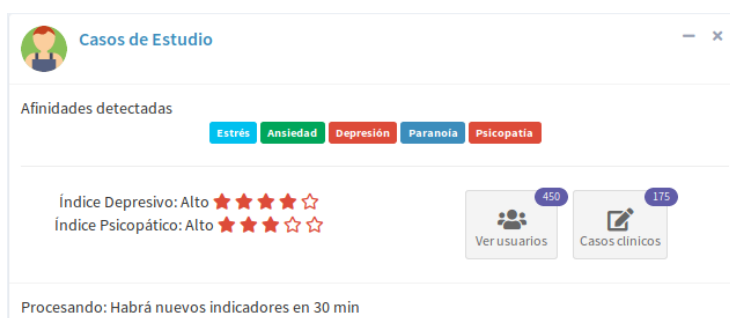 Casos de Estudio
Afinidades detectadas
Estrés Ansiedad Depresión Paranoia Psicopatía
Índice Depresivo: Alto
Índice Psicopático: Alto
450
Ver usuarios
175
Casos clínicos
Procesando: Habrá nuevos indicadores en 30 min